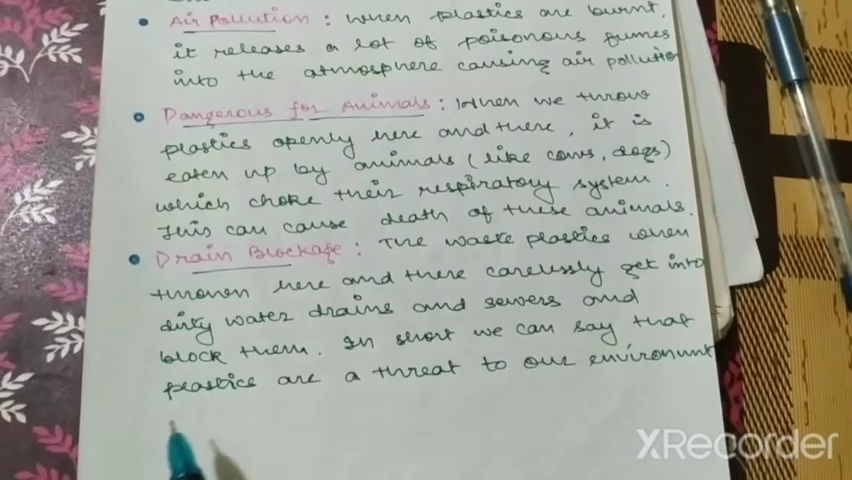 • Air Pollution : When plastics are burnt,
it releases a lot of poisonous fumes
into the atmosphere causing air pollution
• Dangerous for Animals : When we throw
plastics openly here and there, it is
eaten up by animals (like cows, dogs)
which choke their respiratory system.
This can cause death of these animals.
• Drain Blockage : The waste plastics when
thrown here and there carelessly get into
dirty water drains and sewers and
block them. In short we can say that
plastics are a threat to our environment
XRecorder